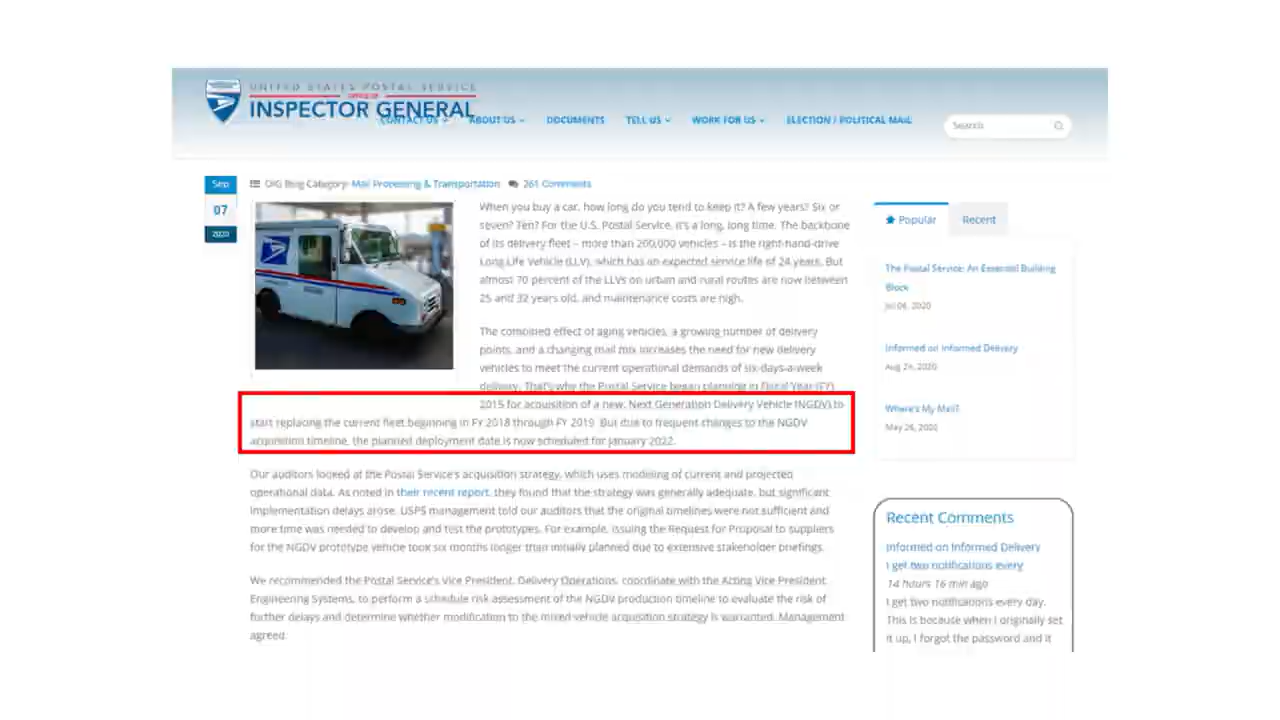 UNITED STATES POSTAL SERVICE
OFFICE OF
INSPECTOR GENERAL
CONTACT US ABOUT US DOCUMENTS TELL US WORK FOR US ELECTION / POLITICAL MAIL
Search
Sep
07
2020
OIG Blog Category: Mail Processing & Transportation 261 Comments
When you buy a car, how long do you tend to keep it? A few years? Six or
seven? Ten? For the U.S. Postal Service, it's a long, long time. The backbone
of its delivery fleet – more than 200,000 vehicles – is the right-hand-drive
Long Life Vehicle (LLV), which has an expected service life of 24 years. But
almost 70 percent of the LLVs on urban and rural routes are now between
25 and 32 years old, and maintenance costs are high.
The combined effect of aging vehicles, a growing number of delivery
points, and a changing mail mix increases the need for new delivery
vehicles to meet the current operational demands of six-days-a-week
delivery. That's why the Postal Service began planning in Fiscal Year (FY)
2015 for acquisition of a new, Next Generation Delivery Vehicle (NGDV) to
start replacing the current fleet beginning in FY 2018 through FY 2019. But due to frequent changes to the NGDV
acquisition timeline, the planned deployment date is now scheduled for January 2022.
Our auditors looked at the Postal Service's acquisition strategy, which uses modeling of current and projected
operational data. As noted in their recent report, they found that the strategy was generally adequate, but significant
implementation delays arose. USPS management told our auditors that the original timelines were not sufficient and
more time was needed to develop and test the prototypes. For example, issuing the Request for Proposal to suppliers
for the NGDV prototype vehicle took six months longer than initially planned due to extensive stakeholder briefings.
We recommended the Postal Service's Vice President, Delivery Operations, coordinate with the Acting Vice President,
Engineering Systems, to perform a schedule risk assessment of the NGDV production timeline to evaluate the risk of
further delays and determine whether modification to the mixed vehicle acquisition strategy is warranted. Management
agreed.
Popular Recent
The Postal Service: An Essential Building
Block
Jul 06, 2020
Informed on Informed Delivery
Aug 24, 2020
Where's My Mail?
May 26, 2020
Recent Comments
Informed on Informed Delivery
I get two notifications every
14 hours 16 min ago
I get two notifications every day.
This is because when I originally set
it up, I forgot the password and it